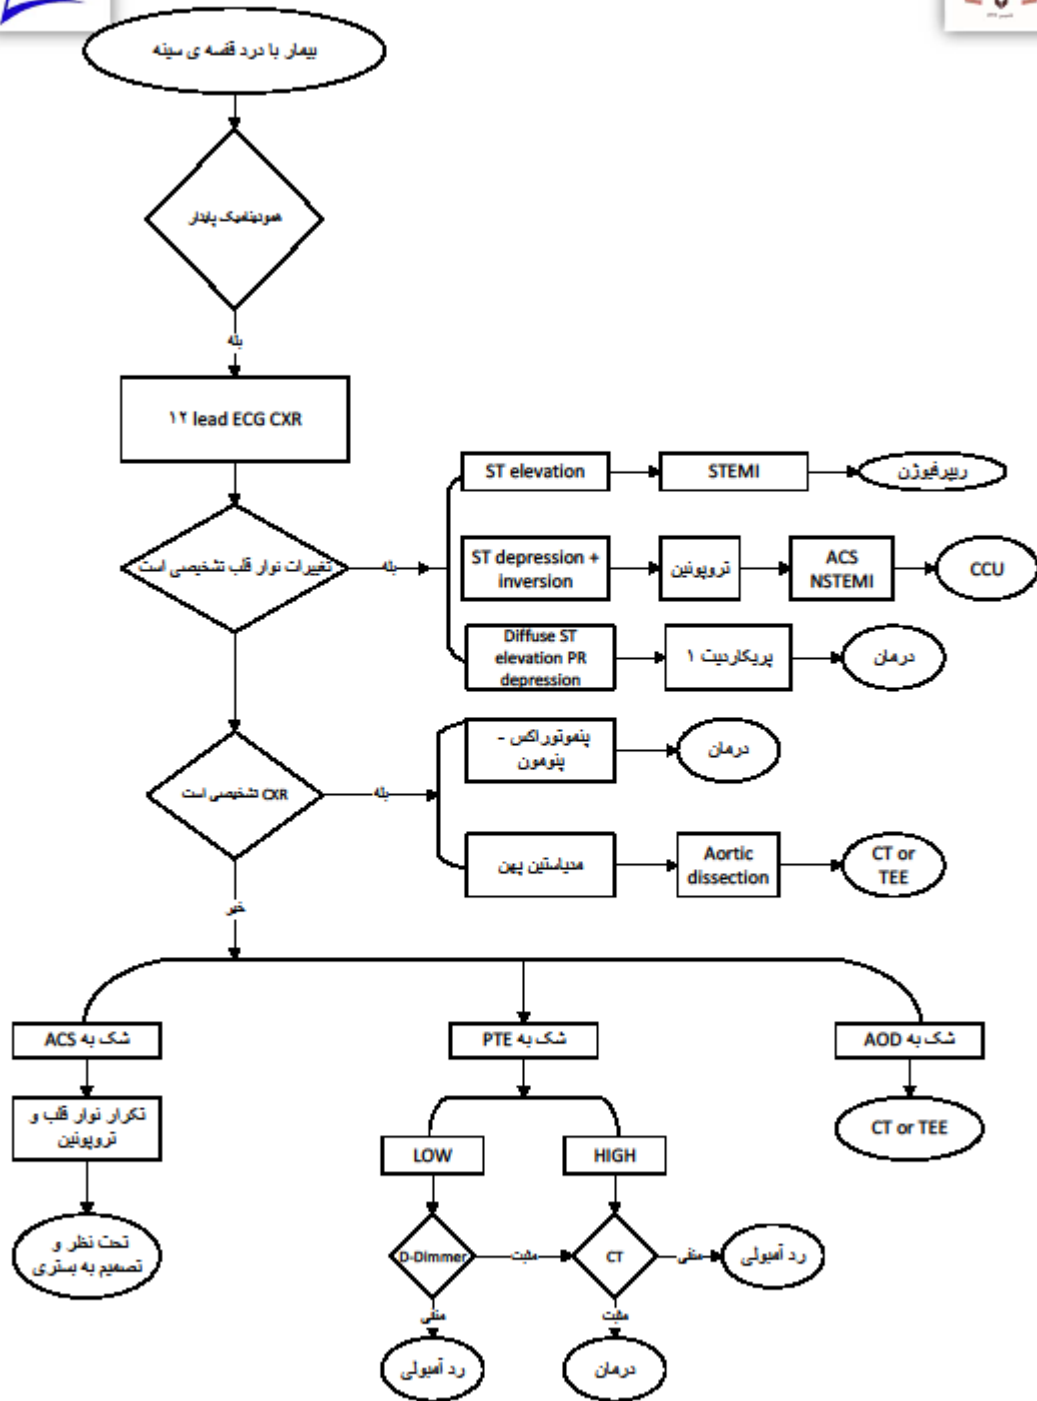 بیمار با درد قفسه ی سینه
همودینامیک پایدار
بله
۱۲ lead ECG CXR
تغییرات نوار قلب تشخیصی است
بله
ST elevation
STEMI
ریپرفیوژن
ST depression +
inversion
تروپونین
ACS
NSTEMI
CCU
Diffuse ST
elevation PR
depression
پریکاردیت ۱
درمان
CXR تشخیصی است
بله
پنموتوراکس -
پنومون
درمان
مدیاستین پهن
Aortic
dissection
CT or
TEE
خیر
شک به ACS
شک به PTE
شک به AOD
تکرار نوار قلب و
تروپونین
CT or TEE
LOW
HIGH
تحت نظر و
تصمیم به بستری
D-Dimmer
مثبت
CT
منفی
رد آمبولی
منفی
مثبت
رد آمبولی
درمان